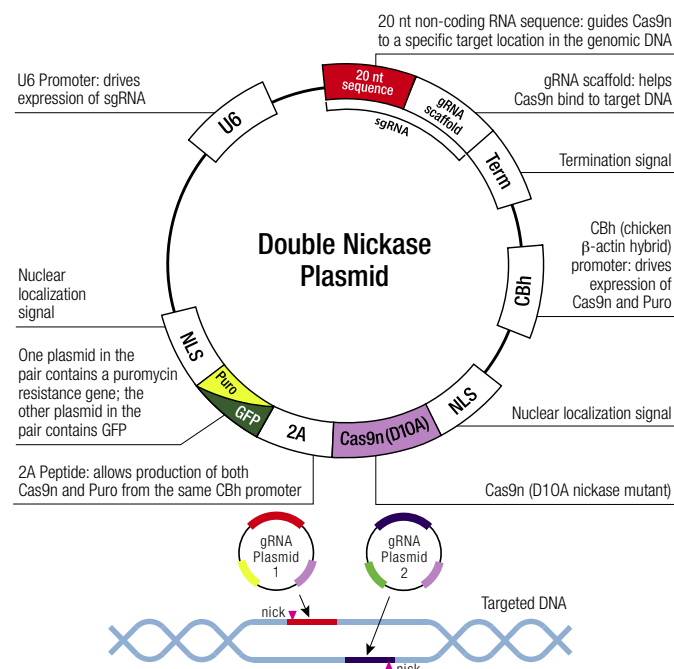 20 nt non-coding RNA sequence: guides Cas9n
to a specific target location in the genomic DNA
U6 Promoter: drives
expression of sgRNA
20 nt
sequence
gRNA
scaffold
gRNA scaffold: helps
Cas9n bind to target DNA
U6
sgRNA
Term
Termination signal
Double Nickase
Plasmid
CBh (chicken
β-actin hybrid)
promoter: drives
expression of
Cas9n and Puro
CBh
Nuclear
localization
signal
NLS
One plasmid in the
pair contains a puromycin
resistance gene; the
other plasmid in the
pair contains GFP
Puro
GFP
2A
Cas9n (D10A)
NLS
Nuclear localization signal
2A Peptide: allows production of both
Cas9n and Puro from the same CBh promoter
Cas9n (D10A nickase mutant)
gRNA
Plasmid
1
gRNA
Plasmid
2
nick
Targeted DNA
nick